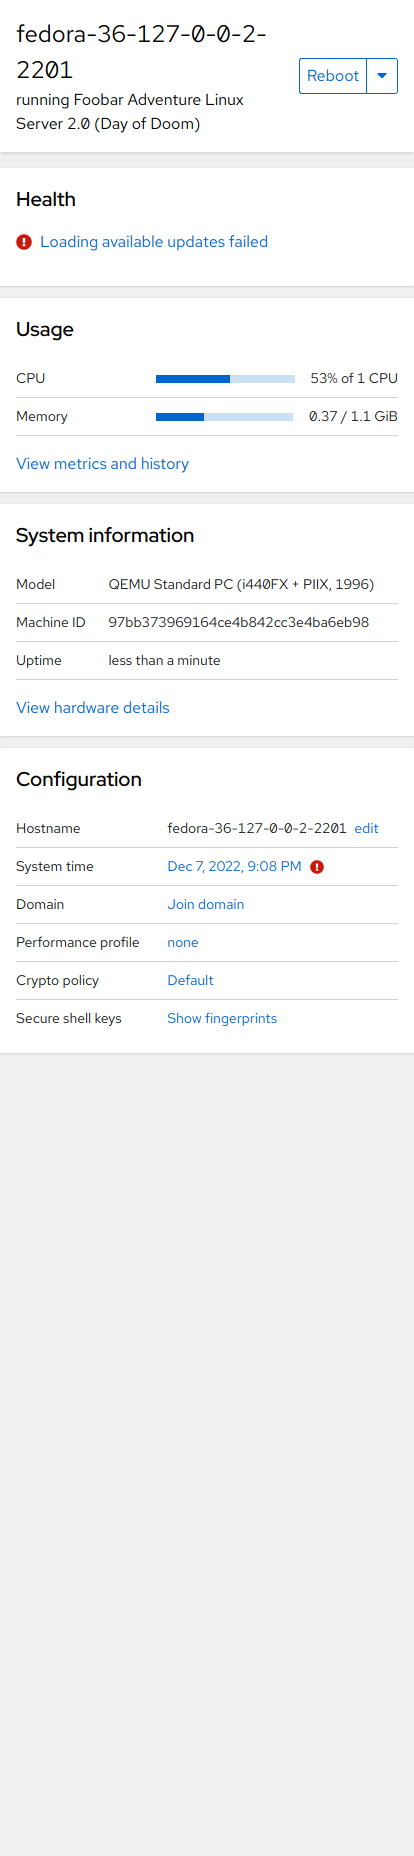 fedora-36-127-0-0-2-
2201
running Foobar Adventure Linux
Server 2.0 (Day of Doom)
Reboot
Health
Loading available updates failed
Usage
CPU 53% of 1 CPU
Memory 0.37 / 1.1 GiB
View metrics and history
System information
Model QEMU Standard PC (i440FX + PIIX, 1996)
Machine ID 97bb373969164ce4b842cc3e4ba6eb98
Uptime less than a minute
View hardware details
Configuration
Hostname fedora-36-127-0-0-2-2201 edit
System time Dec 7, 2022, 9:08 PM
Domain Join domain
Performance profile none
Crypto policy Default
Secure shell keys Show fingerprints